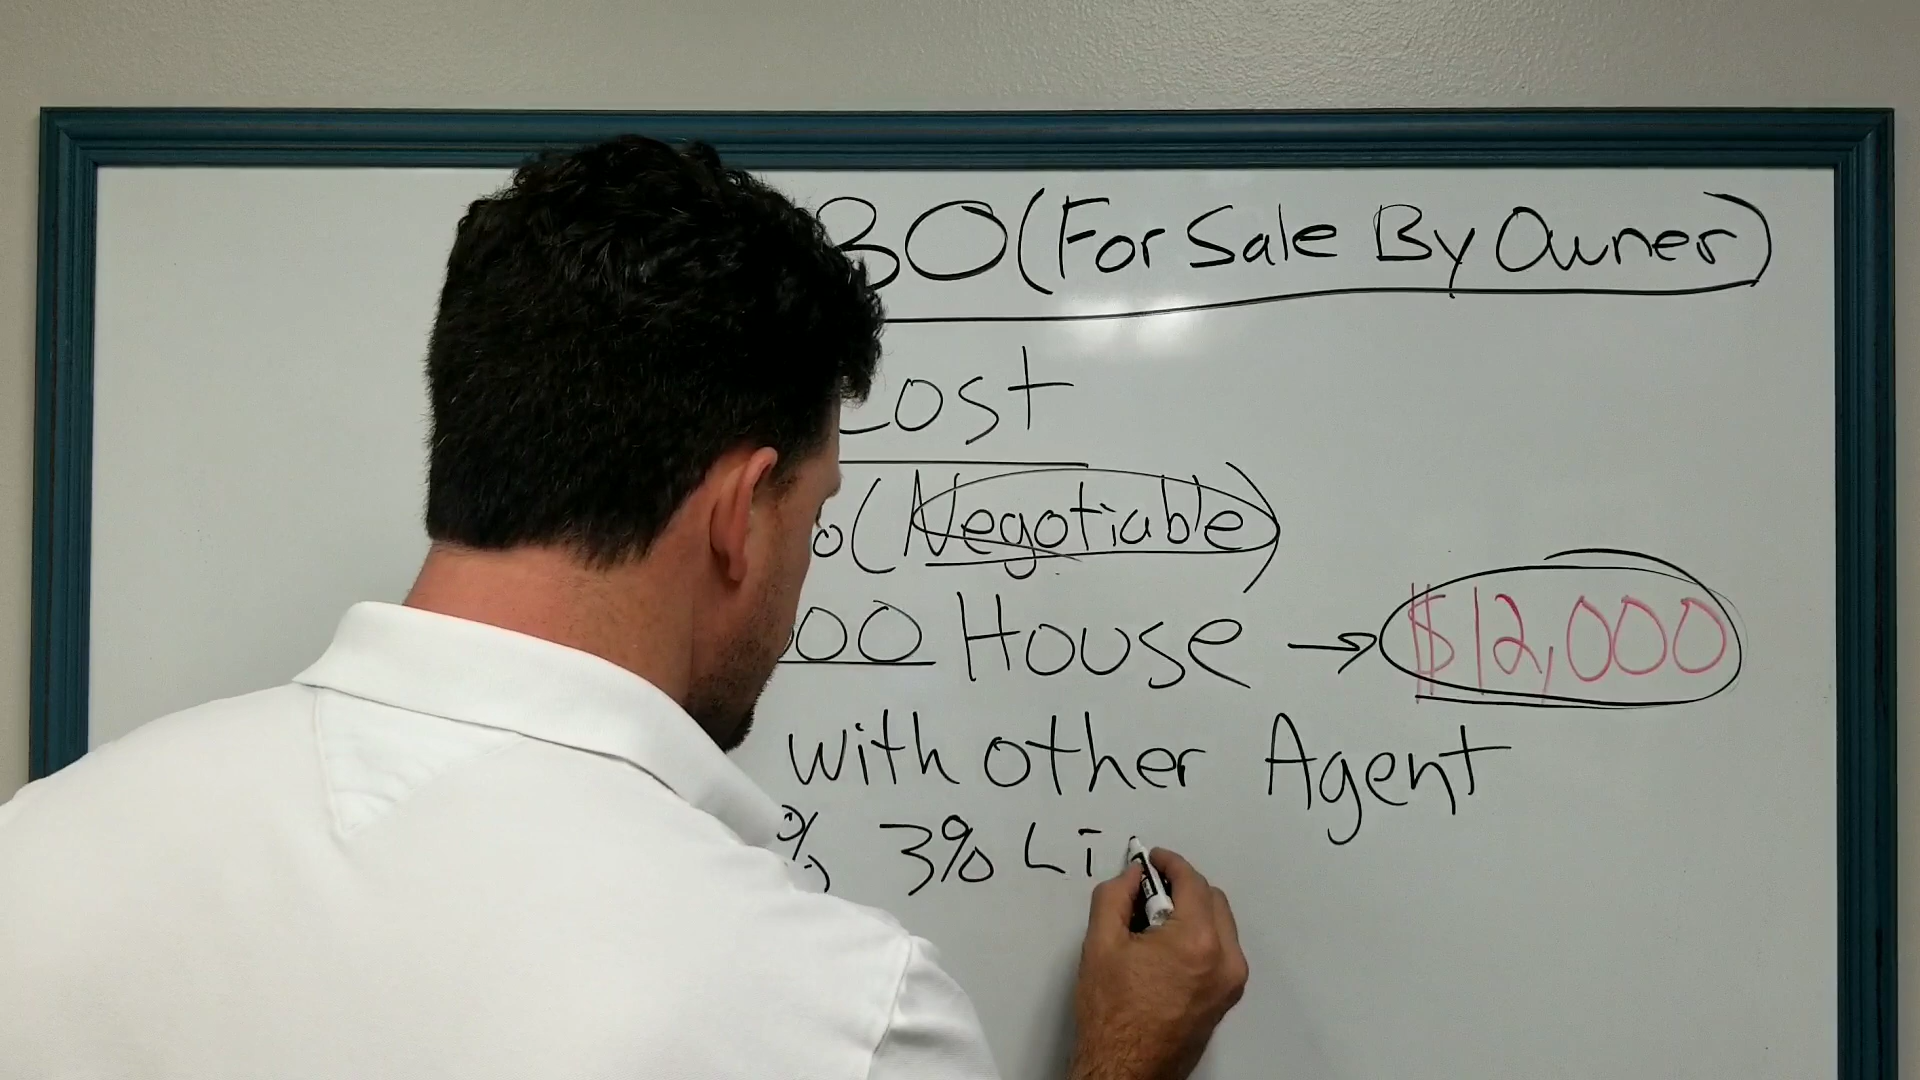 BO (For Sale By Owner)
Cost
% (Negotiable)
000 House → $12,000
with other Agent
% 3% Li